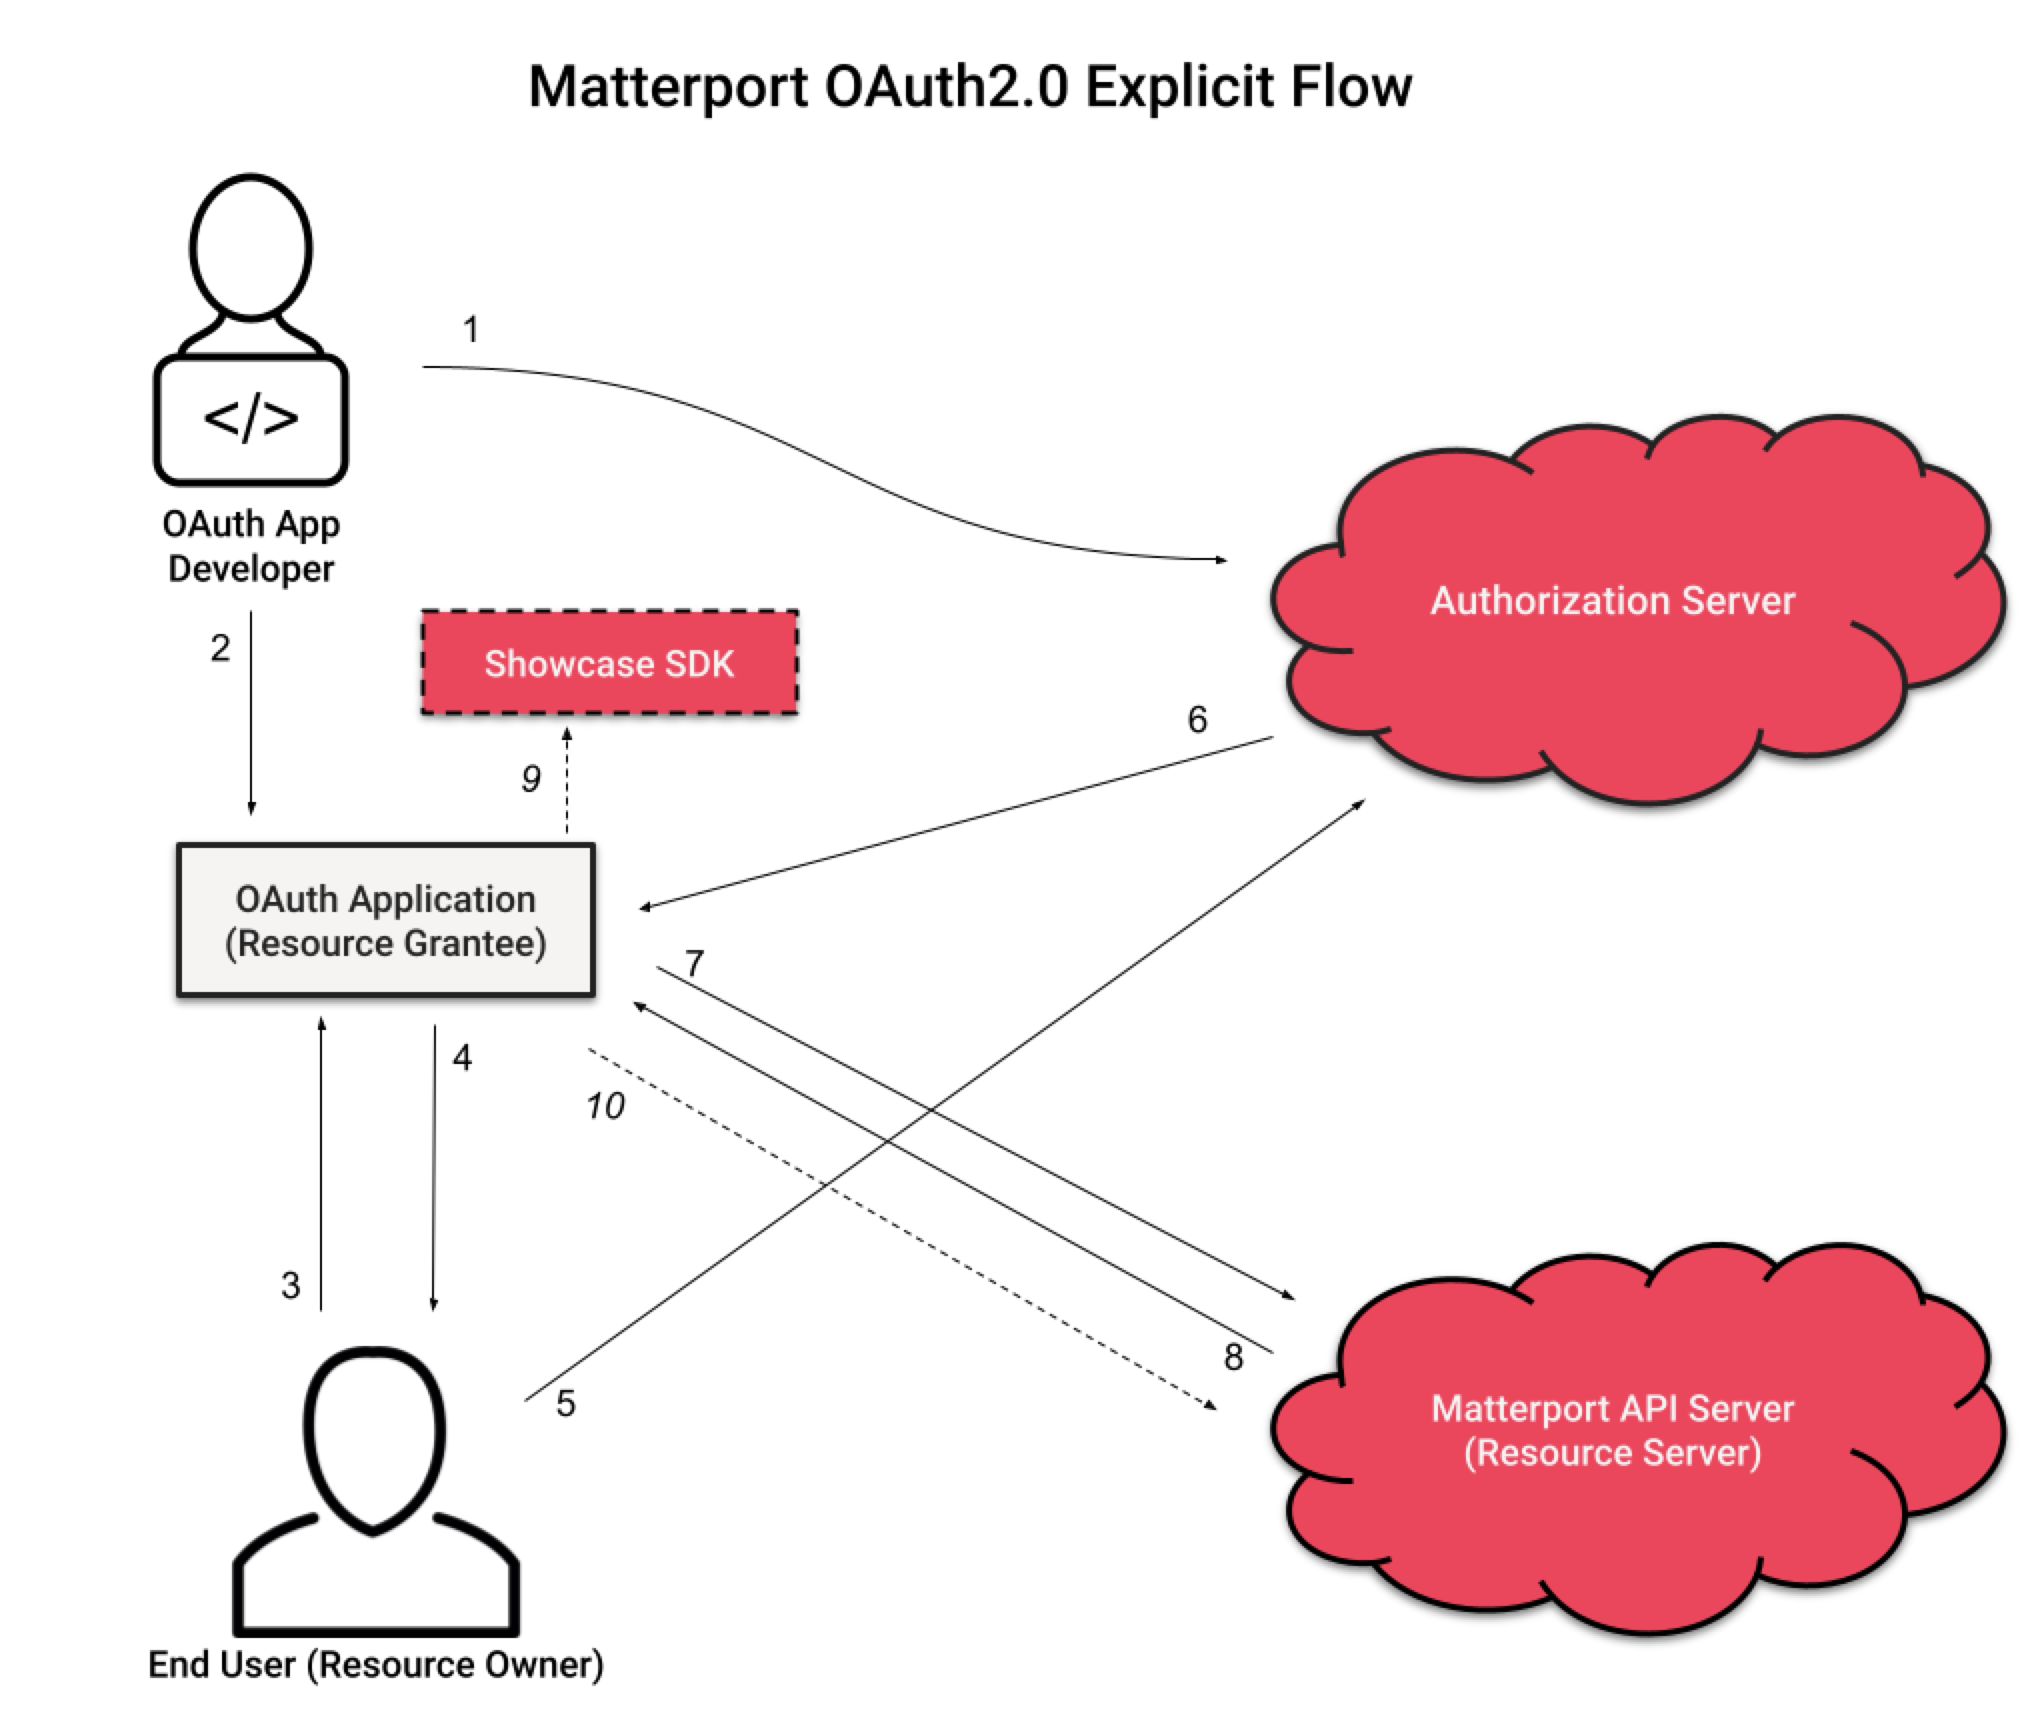 Matterport OAuth2.0 Explicit Flow
1
</>
OAuth App
Developer
Authorization Server
2
Showcase SDK
6
9
OAuth Application
(Resource Grantee)
7
4
10
3
8
5
Matterport API Server
(Resource Server)
End User (Resource Owner)